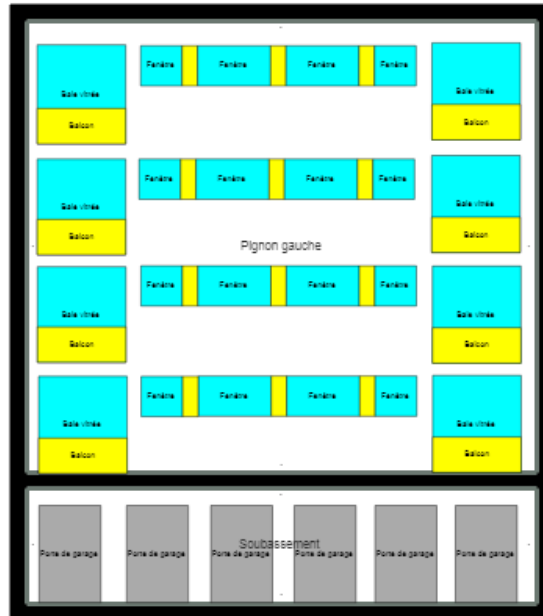 Fenêtre Fenêtre Fenêtre Fenêtre
Baie vitrée Baie vitrée
Balcon Balcon
Fenêtre Fenêtre Fenêtre Fenêtre
Baie vitrée Baie vitrée
Balcon Balcon
Pignon gauche
Fenêtre Fenêtre Fenêtre Fenêtre
Baie vitrée Baie vitrée
Balcon Balcon
Fenêtre Fenêtre Fenêtre Fenêtre
Baie vitrée Baie vitrée
Balcon Balcon
Soubassement
Porte de garage Porte de garage Porte de garage Porte de garage Porte de garage Porte de garage